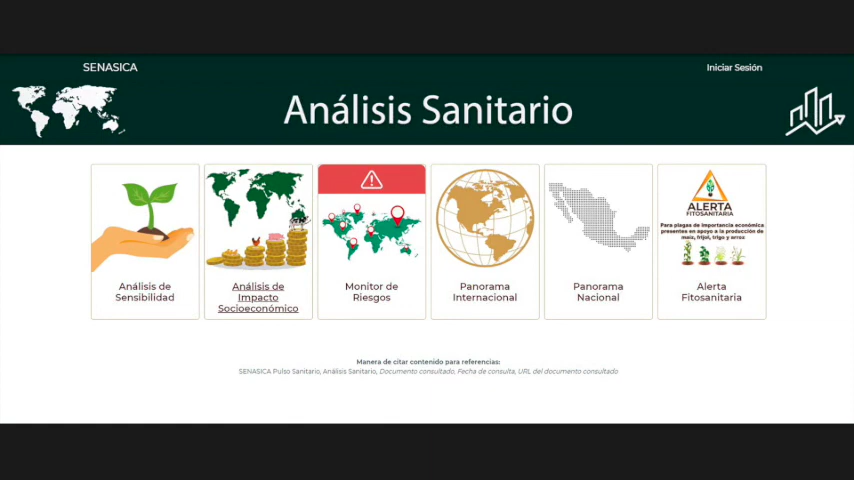 SENASICA
Iniciar Sesión
Análisis Sanitario
ALERTA
FITOSANITARIA
Para plagas de importancia económica
presentes en apoyo a la producción de
maíz, frijol, trigo y arroz
Análisis de
Sensibilidad
Análisis de
Impacto
Socioeconómico
Monitor de
Riesgos
Panorama
Internacional
Panorama
Nacional
Alerta
Fitosanitaria
Manera de citar contenido para referencias:
SENASICA Pulso Sanitario, Análisis Sanitario, Documento consultado, Fecha de consulta, URL del documento consultado